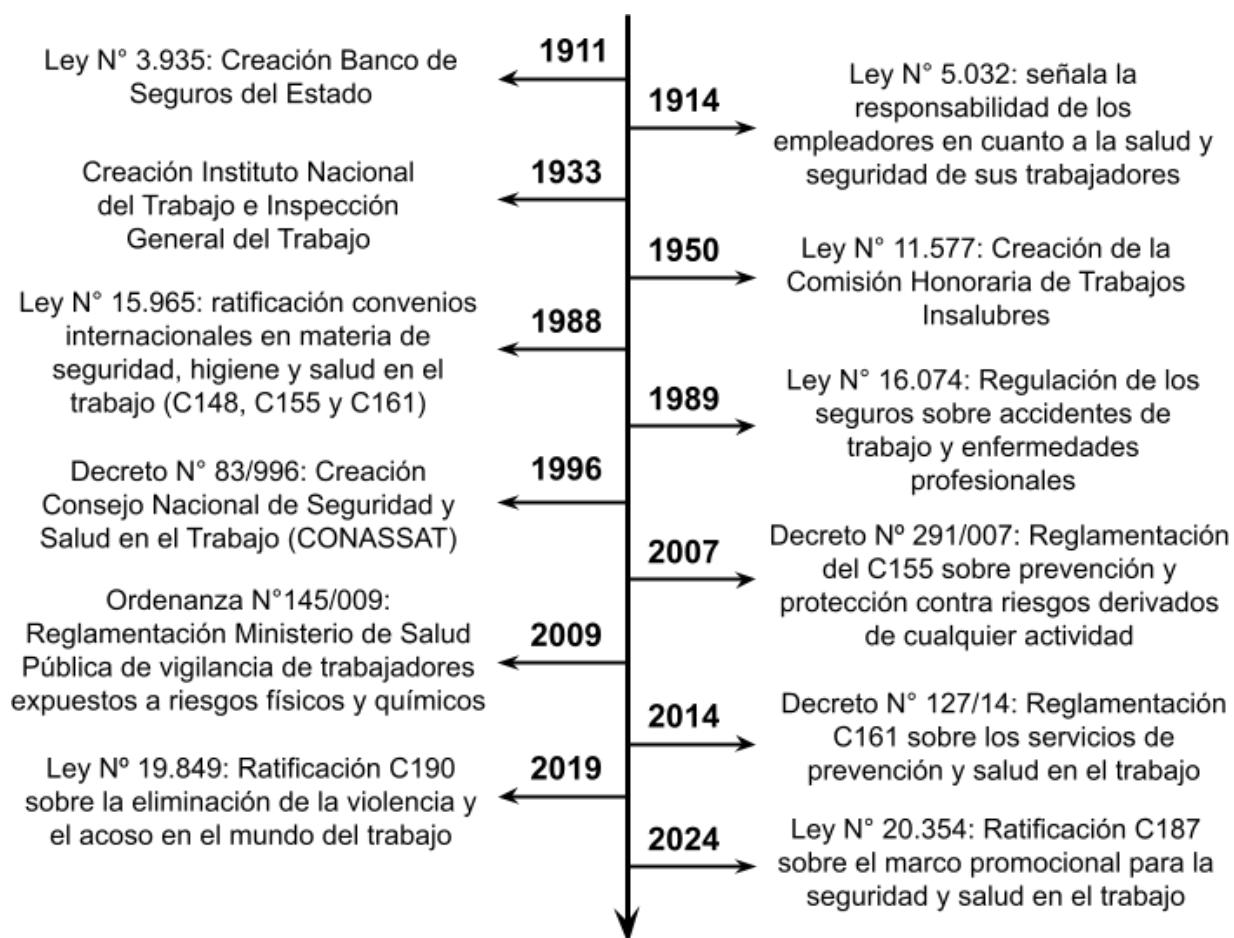 1911
Ley N° 3.935: Creación Banco de
Seguros del Estado
1914
Ley N° 5.032: señala la
responsabilidad de los
empleadores en cuanto a la salud y
seguridad de sus trabajadores
1933
Creación Instituto Nacional
del Trabajo e Inspección
General del Trabajo
1950
Ley N° 11.577: Creación de la
Comisión Honoraria de Trabajos
Insalubres
1988
Ley N° 15.965: ratificación convenios
internacionales en materia de
seguridad, higiene y salud en el
trabajo (C148, C155 y C161)
1989
Ley N° 16.074: Regulación de los
seguros sobre accidentes de
trabajo y enfermedades
profesionales
1996
Decreto N° 83/996: Creación
Consejo Nacional de Seguridad y
Salud en el Trabajo (CONASSAT)
2007
Decreto Nº 291/007: Reglamentación
del C155 sobre prevención y
protección contra riesgos derivados
de cualquier actividad
2009
Ordenanza N°145/009:
Reglamentación Ministerio de Salud
Pública de vigilancia de trabajadores
expuestos a riesgos físicos y químicos
2014
Decreto N° 127/14: Reglamentación
C161 sobre los servicios de
prevención y salud en el trabajo
2019
Ley Nº 19.849: Ratificación C190
sobre la eliminación de la violencia y
el acoso en el mundo del trabajo
2024
Ley N° 20.354: Ratificación C187
sobre el marco promocional para la
seguridad y salud en el trabajo